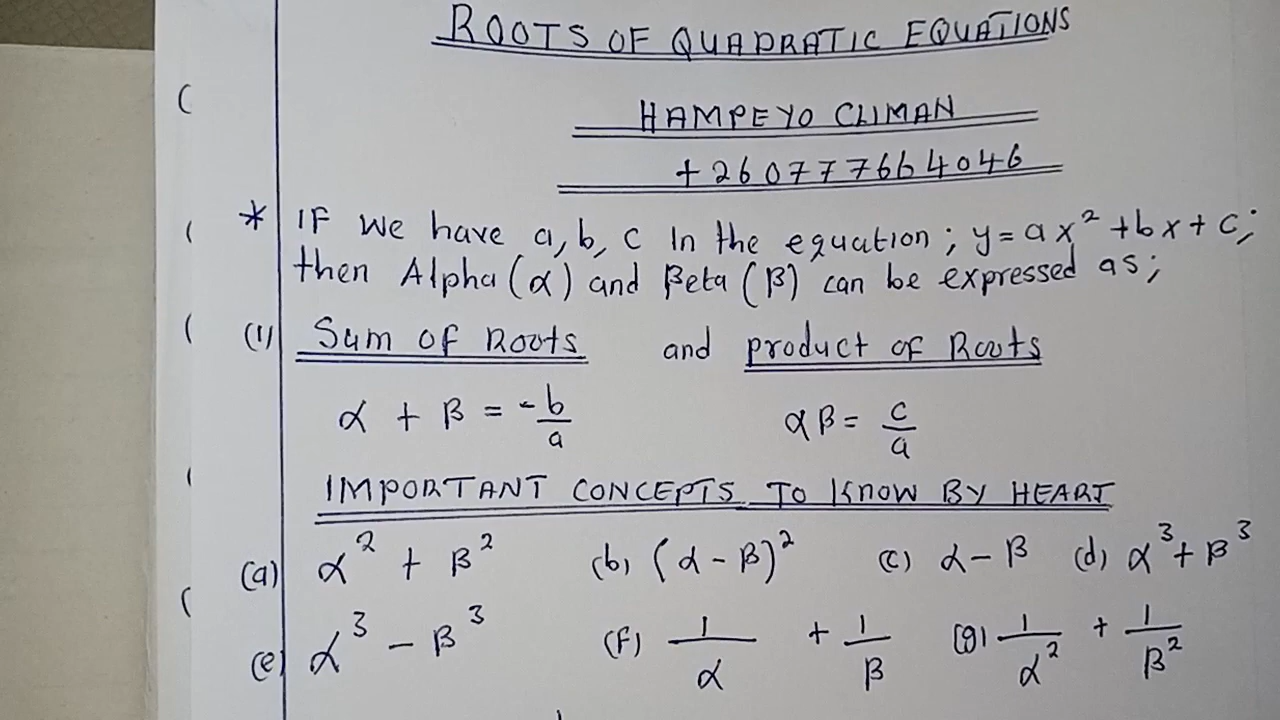 ROOTS OF QUADRATIC EQUATIONS
HAMPEYO CLIMAN
+260777664046
* IF we have a, b, c in the equation; y=ax²+bx+c;
then Alpha (α) and Beta (β) can be expressed as;
(1) Sum of Roots and product of Roots
α + β = -b/a αβ = c/a
IMPORTANT CONCEPTS TO KNOW BY HEART
(a) α² + β² (b) (α - β)² (c) α - β (d) α³ + β³
(e) α³ - β³ (f) 1/α + 1/β (g) 1/α² + 1/β²